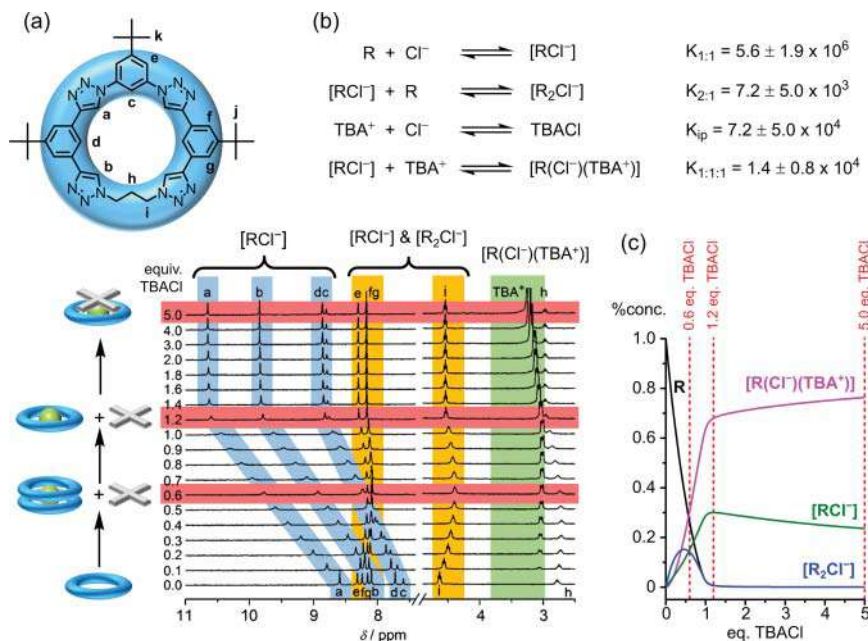 (a)
k
e
N
N
N
N
N
N
a
c
f
j
d
b
g
h
N
N
N
N
N
N
i
(b)
R + Cl⁻ ⇌ [RCl⁻] K1:1 = 5.6 ± 1.9 x 10⁶
[RCl⁻] + R ⇌ [R₂Cl⁻] K2:1 = 7.2 ± 5.0 x 10³
TBA⁺ + Cl⁻ ⇌ TBACl Kip = 7.2 ± 5.0 x 10⁴
[RCl⁻] + TBA⁺ ⇌ [R(Cl⁻)(TBA⁺)] K1:1:1 = 1.4 ± 0.8 x 10⁴
[RCl⁻] [RCl⁻] & [R₂Cl⁻] [R(Cl⁻)(TBA⁺)]
equiv.
TBACl
a b dc e fg i TBA⁺ h
5.0
4.0
3.0
2.0
1.8
1.6
1.4
1.2
1.0
0.9
0.8
0.7
0.6
0.5
0.4
0.3
0.2
0.1
0.0
+
+
a efg b d c i h
11 10 9 8 4 3
δ / ppm
(c)
0.6 eq. TBACl
1.2 eq. TBACl
5.0 eq. TBACl
%conc.
1.0
0.8
0.6
0.4
0.2
0
R
[R(Cl⁻)(TBA⁺)]
[RCl⁻]
[R₂Cl⁻]
0 1 2 3 4 5
eq. TBACl